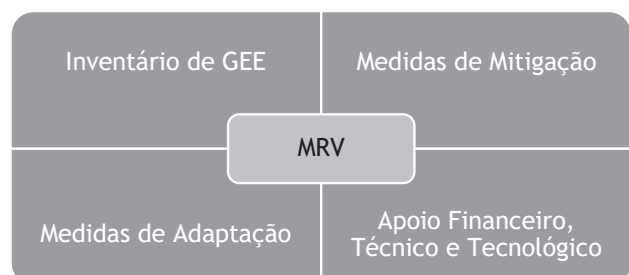 Inventário de GEE
Medidas de Mitigação
MRV
Medidas de Adaptação
Apoio Financeiro,
Técnico e Tecnológico